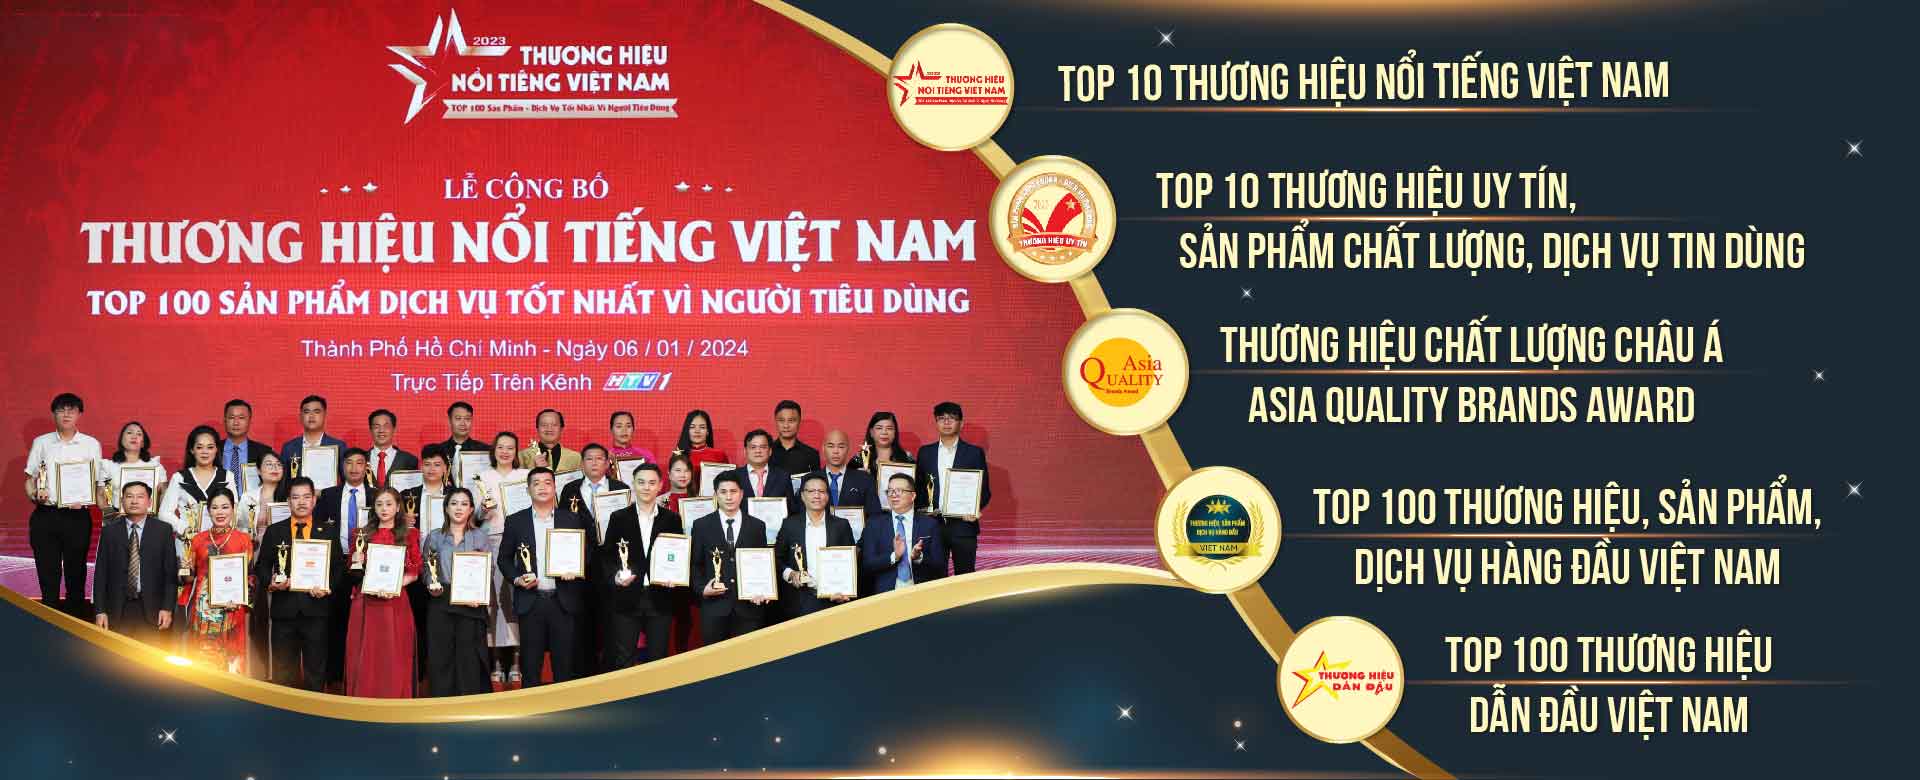 2023
THƯƠNG HIỆU
NỔI TIẾNG VIỆT NAM
TOP 100 Sản Phẩm - Dịch Vụ Tốt Nhất Vì Người Tiêu Dùng
LỄ CÔNG BỐ
THƯƠNG HIỆU NỔI TIẾNG VIỆT NAM
TOP 100 SẢN PHẨM DỊCH VỤ TỐT NHẤT VÌ NGƯỜI TIÊU DÙNG
Thành Phố Hồ Chí Minh - Ngày 06 / 01 / 2024
Trực Tiếp Trên Kênh HTV1
2023
THƯƠNG HIỆU
NỔI TIẾNG VIỆT NAM
TOP 10 THƯƠNG HIỆU NỔI TIẾNG VIỆT NAM
THƯƠNG HIỆU UY TÍN
TOP 10 THƯƠNG HIỆU UY TÍN,
SẢN PHẨM CHẤT LƯỢNG, DỊCH VỤ TIN DÙNG
Asia
QUALITY
Brands Award
THƯƠNG HIỆU CHẤT LƯỢNG CHÂU Á
ASIA QUALITY BRANDS AWARD
THƯƠNG HIỆU, SẢN PHẨM
DỊCH VỤ HÀNG ĐẦU
VIỆT NAM
TOP 100 THƯƠNG HIỆU, SẢN PHẨM,
DỊCH VỤ HÀNG ĐẦU VIỆT NAM
THƯƠNG HIỆU
DẪN ĐẦU
TOP 100 THƯƠNG HIỆU
DẪN ĐẦU VIỆT NAM